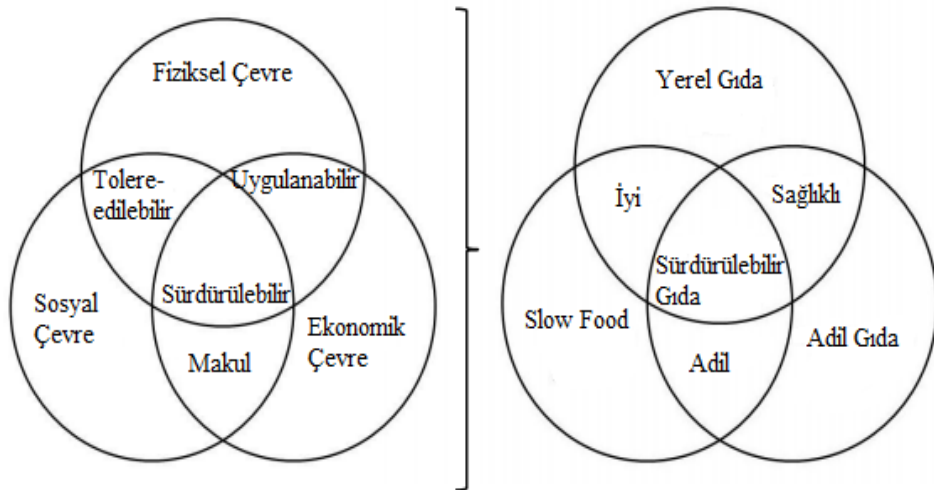 Fiziksel Çevre
Tolere-
edilebilir
Uygulanabilir
Sürdürülebilir
Sosyal
Çevre
Ekonomik
Çevre
Makul
Yerel Gıda
İyi
Sağlıklı
Sürdürülebilir
Gıda
Slow Food
Adil Gıda
Adil